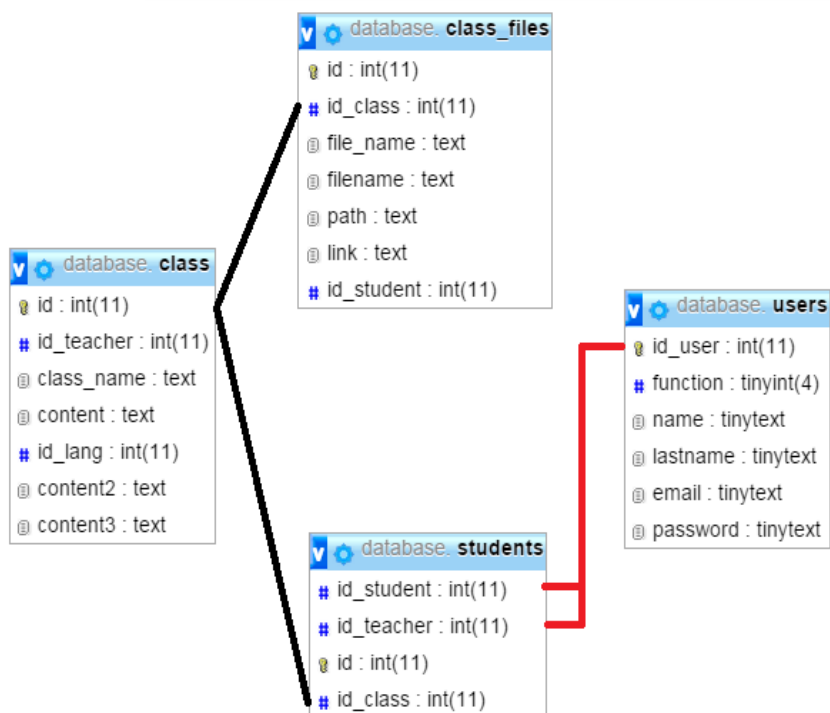 database. class_files
id : int(11)
id_class : int(11)
file_name : text
filename : text
path : text
link : text
id_student : int(11)
database. class
id : int(11)
id_teacher : int(11)
class_name : text
content : text
id_lang : int(11)
content2 : text
content3 : text
database. users
id_user : int(11)
function : tinyint(4)
name : tinytext
lastname : tinytext
email : tinytext
password : tinytext
database. students
id_student : int(11)
id_teacher : int(11)
id : int(11)
id_class : int(11)